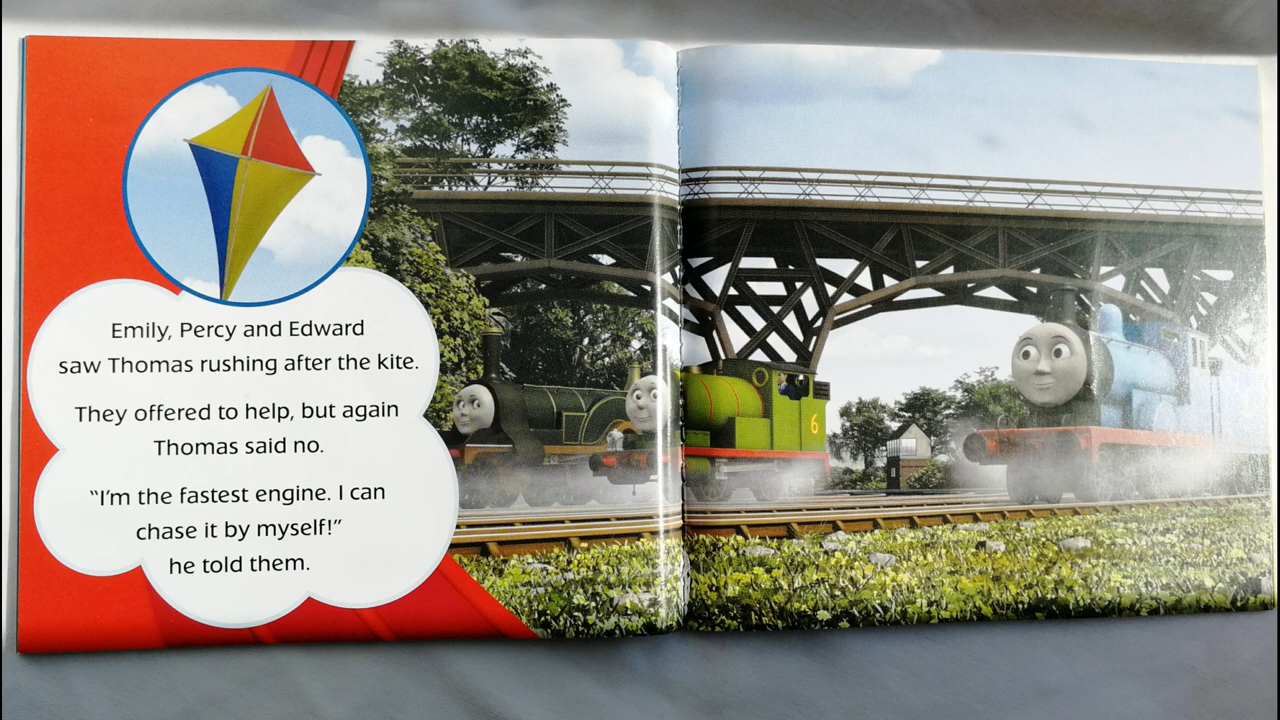 Emily, Percy and Edward
saw Thomas rushing after the kite.
They offered to help, but again
Thomas said no.
“I’m the fastest engine. I can
chase it by myself!”
he told them.
6